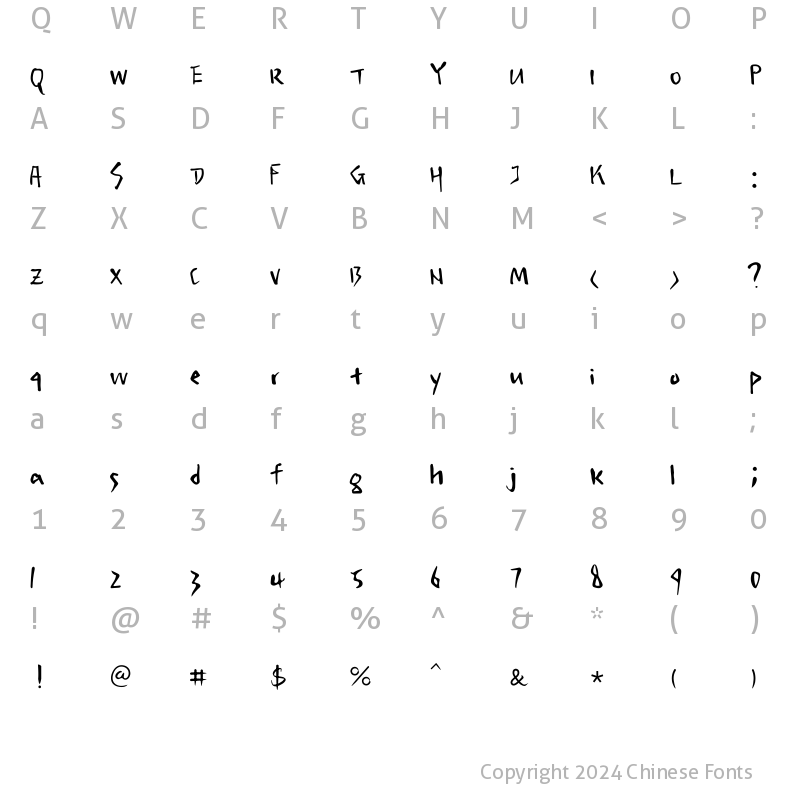 Q W E R T Y U I O P
Q W E R T Y U I O P
A S D F G H J K L :
A S D F G H J K L :
Z X C V B N M < > ?
Z X C V B N M < > ?
q w e r t y u i o p
q w e r t y u i o p
a s d f g h j k l ;
a s d f g h j k l ;
1 2 3 4 5 6 7 8 9 0
1 2 3 4 5 6 7 8 9 0
! @ # $ % ^ & * ( )
! @ # $ % ^ & * ( )
Copyright 2024 Chinese Fonts